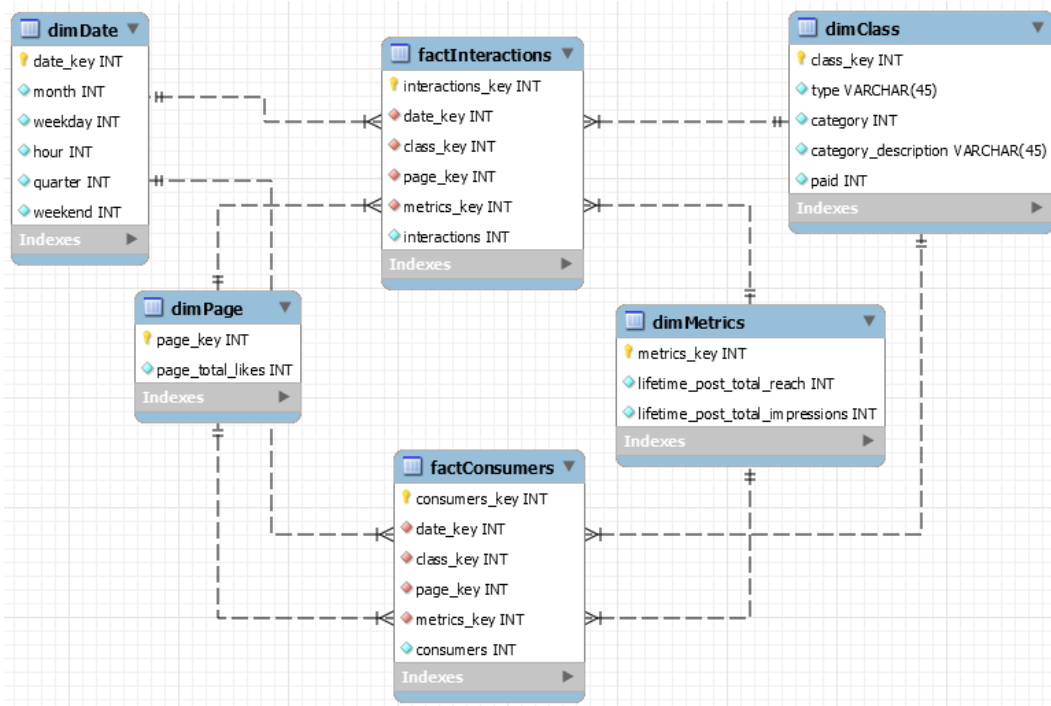 dimDate
date_key INT
month INT
weekday INT
hour INT
quarter INT
weekend INT
Indexes
factInteractions
interactions_key INT
date_key INT
class_key INT
page_key INT
metrics_key INT
interactions INT
Indexes
dimClass
class_key INT
type VARCHAR(45)
category INT
category_description VARCHAR(45)
paid INT
Indexes
dimPage
page_key INT
page_total_likes INT
Indexes
dimMetrics
metrics_key INT
lifetime_post_total_reach INT
lifetime_post_total_impressions INT
Indexes
factConsumers
consumers_key INT
date_key INT
class_key INT
page_key INT
metrics_key INT
consumers INT
Indexes